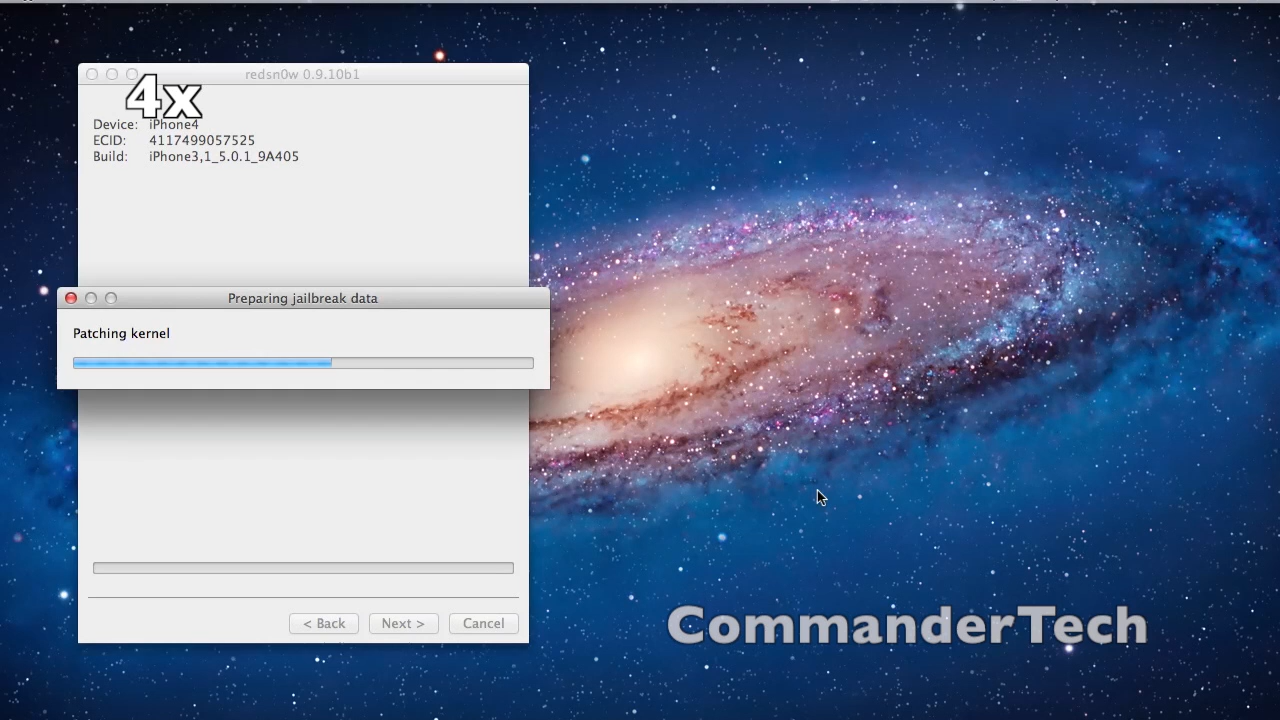 redsn0w 0.9.10b1
4x
Device: iPhone4
ECID: 4117499057525
Build: iPhone3,1_5.0.1_9A405
Preparing jailbreak data
Patching kernel
< Back Next > Cancel
CommanderTech